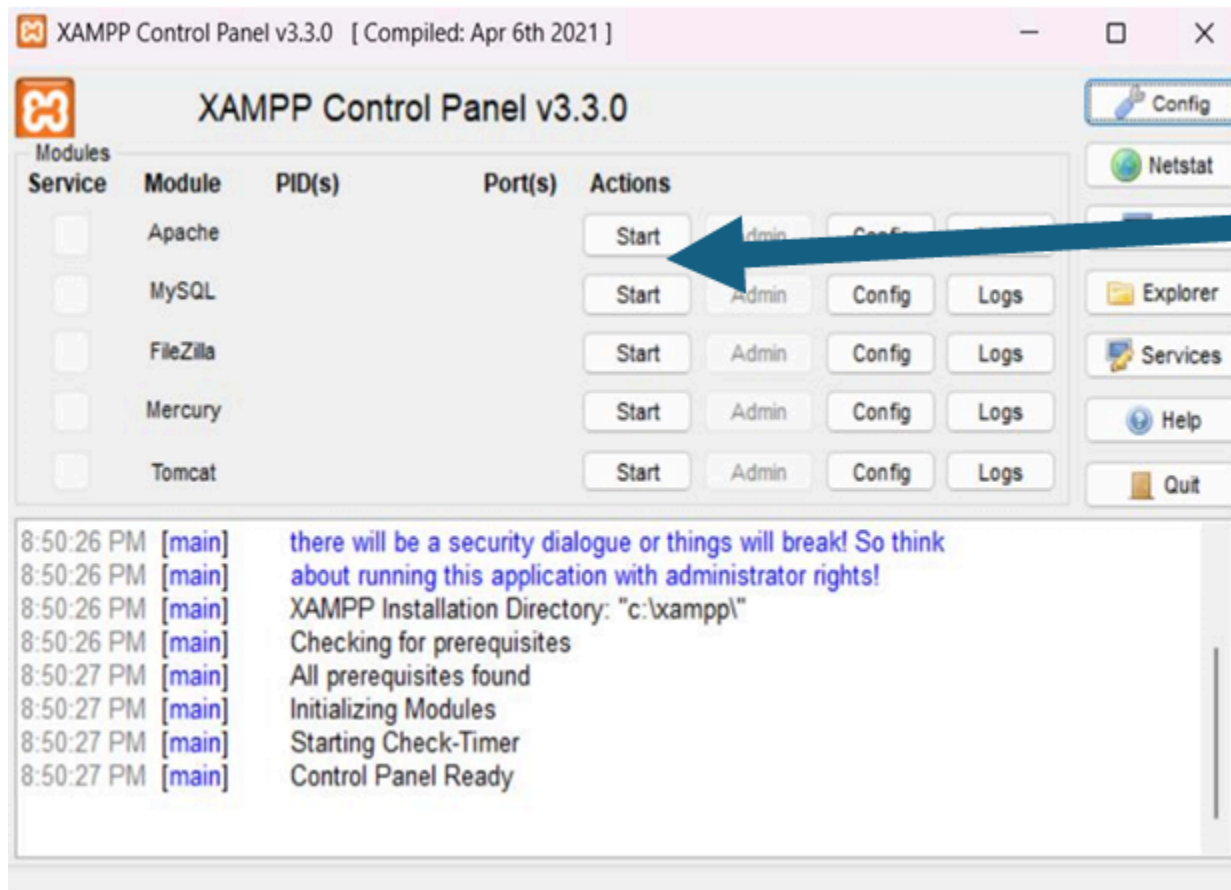 XAMPP Control Panel v3.3.0 [ Compiled: Apr 6th 2021 ]
XAMPP Control Panel v3.3.0
Config
Modules
Netstat
Service Module PID(s) Port(s) Actions
Apache Start Admin Config
MySQL Start Admin Config Logs
Explorer
FileZilla Start Admin Config Logs
Services
Mercury Start Admin Config Logs
Help
Tomcat Start Admin Config Logs
Quit
8:50:26 PM [main] there will be a security dialogue or things will break! So think
8:50:26 PM [main] about running this application with administrator rights!
8:50:26 PM [main] XAMPP Installation Directory: "c:\xampp\"
8:50:26 PM [main] Checking for prerequisites
8:50:27 PM [main] All prerequisites found
8:50:27 PM [main] Initializing Modules
8:50:27 PM [main] Starting Check-Timer
8:50:27 PM [main] Control Panel Ready